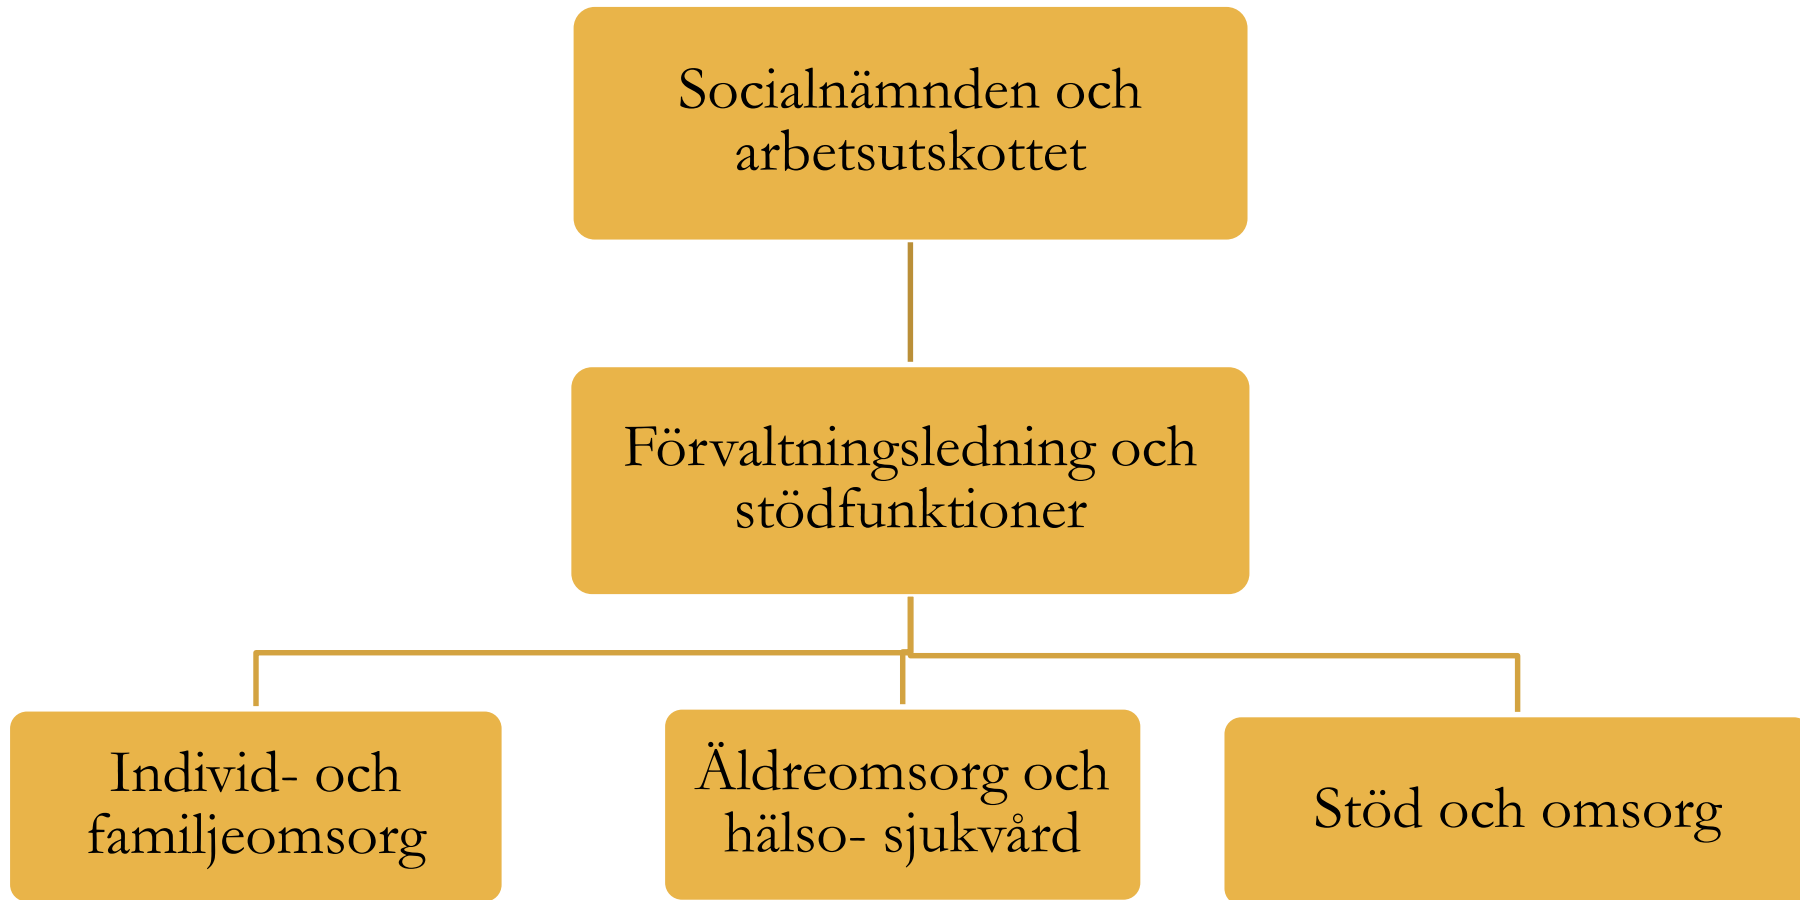 Socialnämnden och
arbetsutskottet
Förvaltningsledning och
stödfunktioner
Individ- och
familjeomsorg
Äldreomsorg och
hälso- sjukvård
Stöd och omsorg